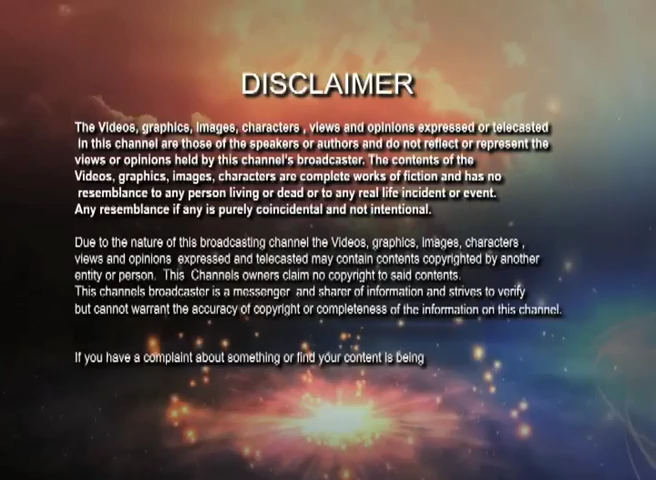 DISCLAIMER
The Videos, graphics, images, characters , views and opinions expressed or telecasted
in this channel are those of the speakers or authors and do not reflect or represent the
views or opinions held by this channel's broadcaster. The contents of the
Videos, graphics, images, characters are complete works of fiction and has no
resemblance to any person living or dead or to any real life incident or event.
Any resemblance if any is purely coincidental and not intentional.
Due to the nature of this broadcasting channel the Videos, graphics, images, characters ,
views and opinions expressed and telecasted may contain contents copyrighted by another
entity or person. This Channels owners claim no copyright to said contents.
This channels broadcaster is a messenger and sharer of information and strives to verify
but cannot warrant the accuracy of copyright or completeness of the information on this channel.
If you have a complaint about something or find your content is being